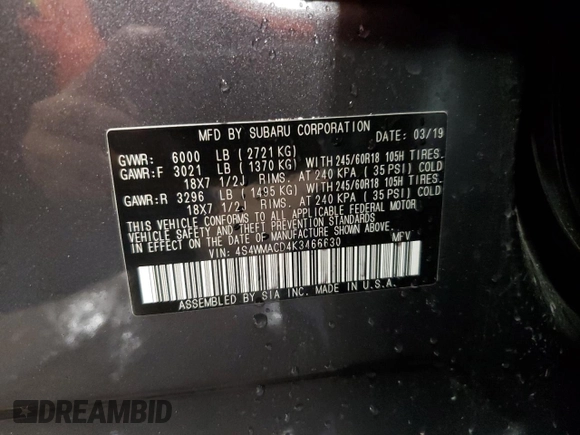 MFD BY SUBARU CORPORATION DATE: 03/19
GVWR: 6000 LB ( 2721 KG)
GAWR:F 3021 LB ( 1370 KG) WITH 245/60R18 105H TIRES.
18X7 1/2J RIMS. AT 240 KPA ( 35 PSI) COLD
GAWR:R 3296 LB ( 1495 KG) WITH 245/60R18 105H TIRES.
18X7 1/2J RIMS. AT 240 KPA ( 35 PSI) COLD
THIS VEHICLE CONFORMS TO ALL APPLICABLE FEDERAL MOTOR
VEHICLE SAFETY AND THEFT PREVENTION STANDARDS
IN EFFECT ON THE DATE OF MANUFACTURE SHOWN ABOVE.
VIN: 4S4WMACD4K3466630 MPV
ASSEMBLED BY SIA INC. MADE IN U.S.A.
DREAMBID